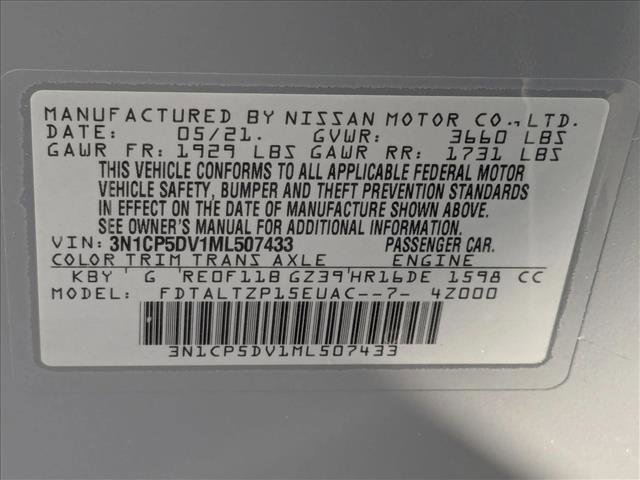 MANUFACTURED BY NISSAN MOTOR CO., LTD.
DATE: 05/21. GVWR: 3660 LBS
GAWR FR: 1929 LBS GAWR RR: 1731 LBS
THIS VEHICLE CONFORMS TO ALL APPLICABLE FEDERAL MOTOR
VEHICLE SAFETY, BUMPER AND THEFT PREVENTION STANDARDS
IN EFFECT ON THE DATE OF MANUFACTURE SHOWN ABOVE.
SEE OWNER'S MANUAL FOR ADDITIONAL INFORMATION.
VIN: 3N1CP5DV1ML507433 PASSENGER CAR.
COLOR TRIM TRANS AXLE ENGINE
KBY G RE0F11B GZ39 HR16DE 1598 CC
MODEL: FDTALTZP15EUAC--7- 4Z000
3N1CP5DV1ML507433